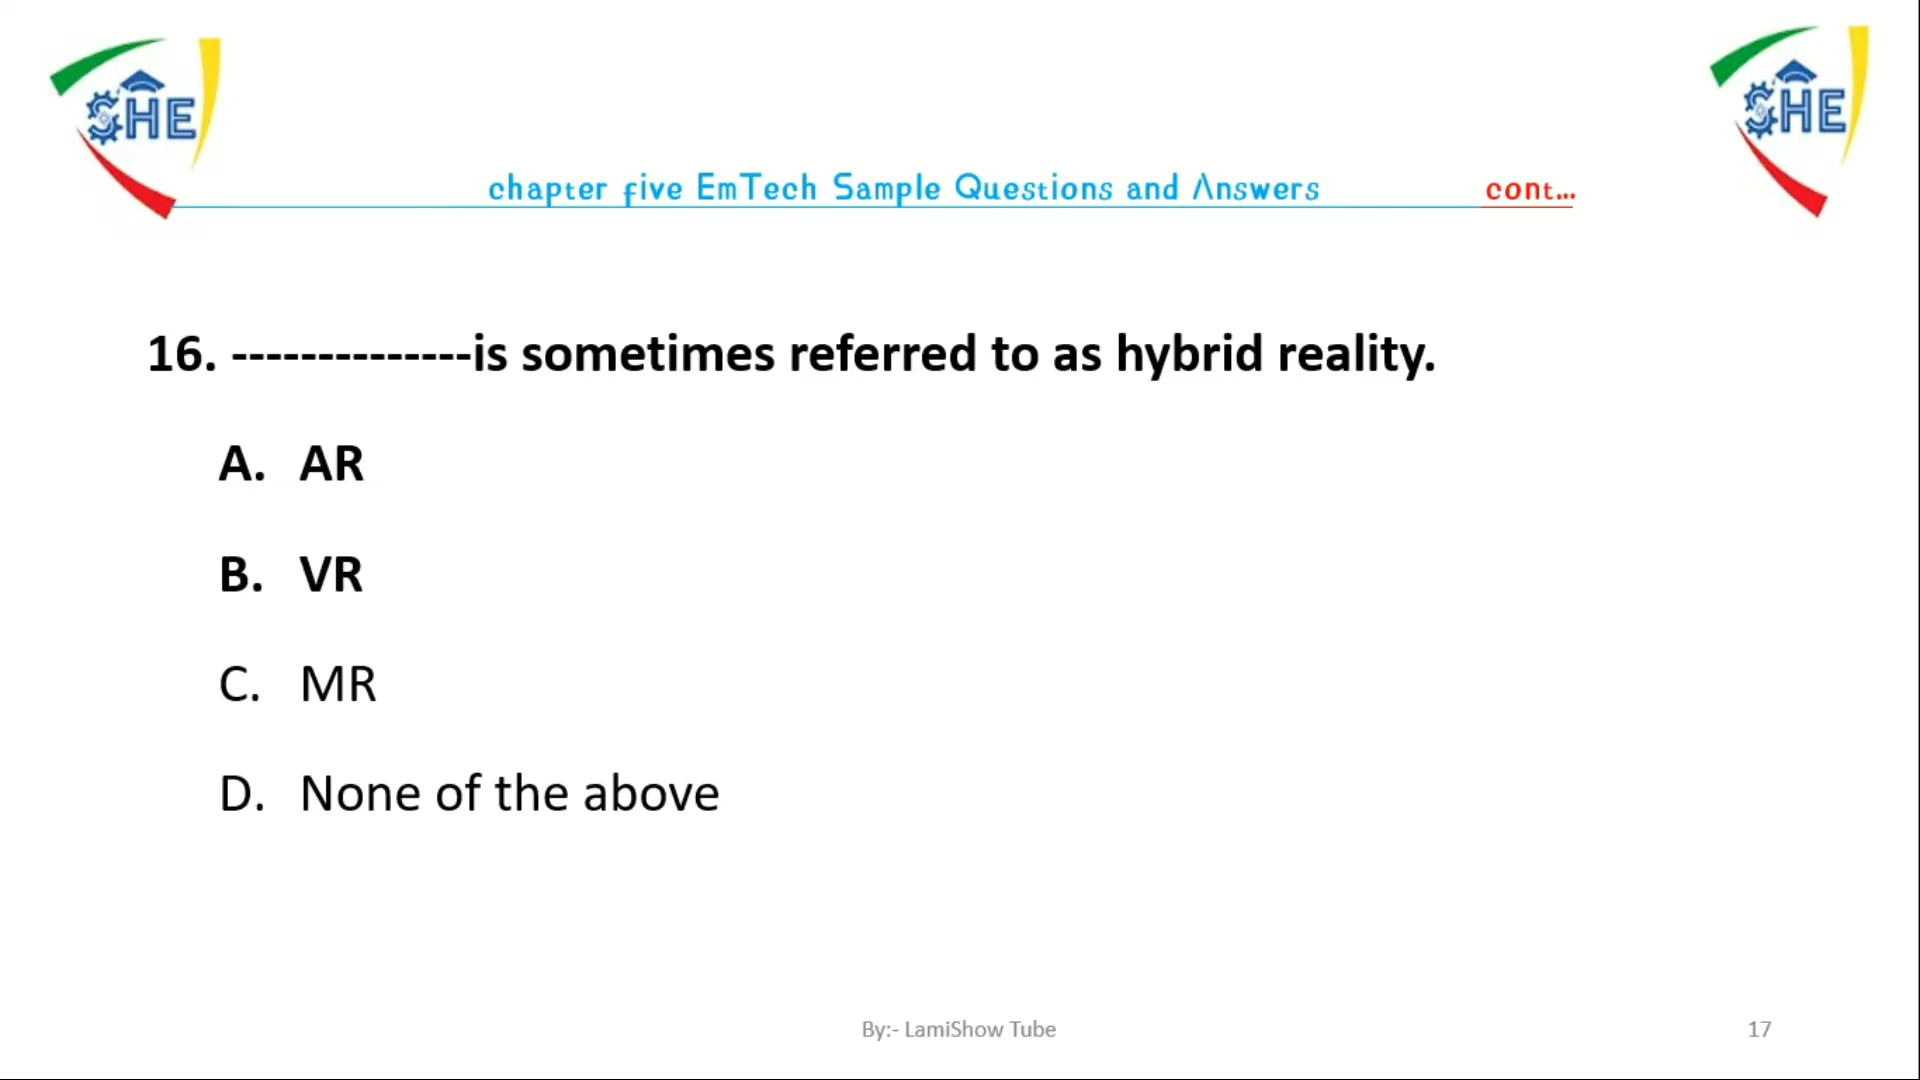 SHE
SHE
chapter five EmTech Sample Questions and Answers cont...
16. --------------is sometimes referred to as hybrid reality.
A. AR
B. VR
C. MR
D. None of the above
By:- LamiShow Tube
17